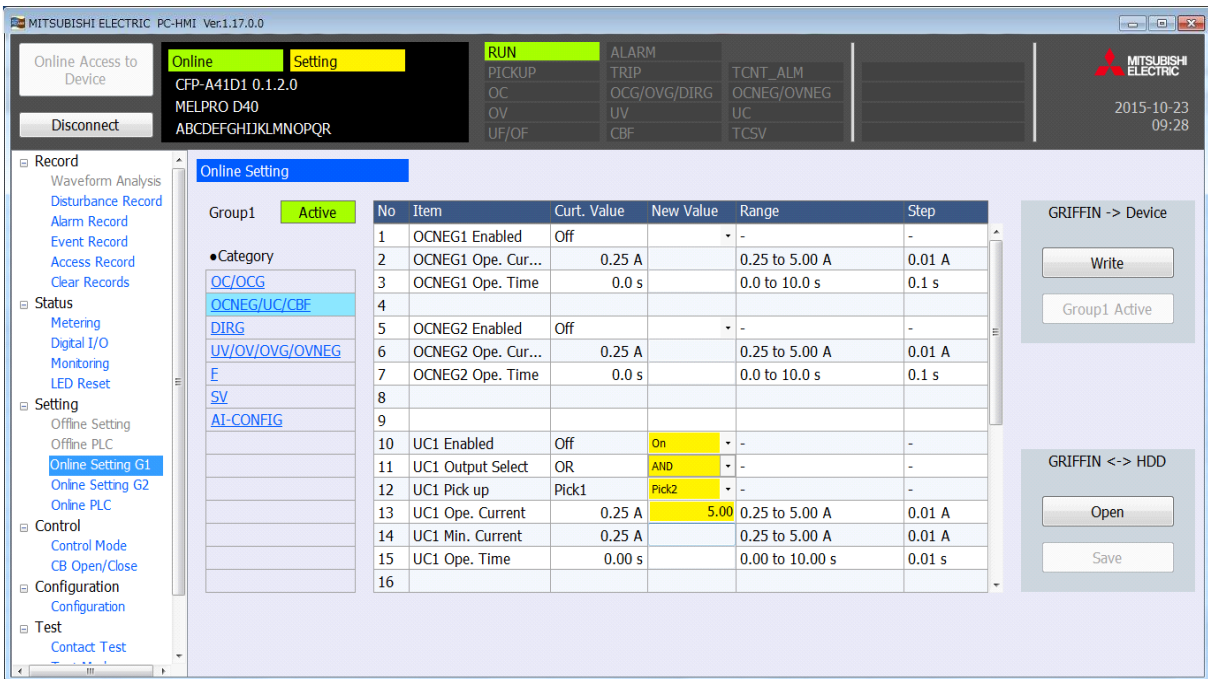 MITSUBISHI ELECTRIC PC-HMI Ver.1.17.0.0
Online Access to
Device
Disconnect
Online Setting
CFP-A41D1 0.1.2.0
MELPRO D40
ABCDEFGHIJKLMNOPQR
RUN ALARM
PICKUP TRIP TCNT_ALM
OC OCG/OVG/DIRG OCNEG/OVNEG
OV UV UC
UF/OF CBF TCSV
MITSUBISHI
ELECTRIC
2015-10-23
09:28
Record
Waveform Analysis
Disturbance Record
Alarm Record
Event Record
Access Record
Clear Records
Status
Metering
Digital I/O
Monitoring
LED Reset
Setting
Offline Setting
Offline PLC
Online Setting G1
Online Setting G2
Online PLC
Control
Control Mode
CB Open/Close
Configuration
Configuration
Test
Contact Test
Online Setting
Group1 Active
•Category
OC/OCG
OCNEG/UC/CBF
DIRG
UV/OV/OVG/OVNEG
F
SV
AI-CONFIG
No Item Curt. Value New Value Range Step
1 OCNEG1 Enabled Off - -
2 OCNEG1 Ope. Cur... 0.25 A 0.25 to 5.00 A 0.01 A
3 OCNEG1 Ope. Time 0.0 s 0.0 to 10.0 s 0.1 s
4
5 OCNEG2 Enabled Off - -
6 OCNEG2 Ope. Cur... 0.25 A 0.25 to 5.00 A 0.01 A
7 OCNEG2 Ope. Time 0.0 s 0.0 to 10.0 s 0.1 s
8
9
10 UC1 Enabled Off On - -
11 UC1 Output Select OR AND - -
12 UC1 Pick up Pick1 Pick2 - -
13 UC1 Ope. Current 0.25 A 5.00 0.25 to 5.00 A 0.01 A
14 UC1 Min. Current 0.25 A 0.25 to 5.00 A 0.01 A
15 UC1 Ope. Time 0.00 s 0.00 to 10.00 s 0.01 s
16
GRIFFIN -> Device
Write
Group1 Active
GRIFFIN <-> HDD
Open
Save